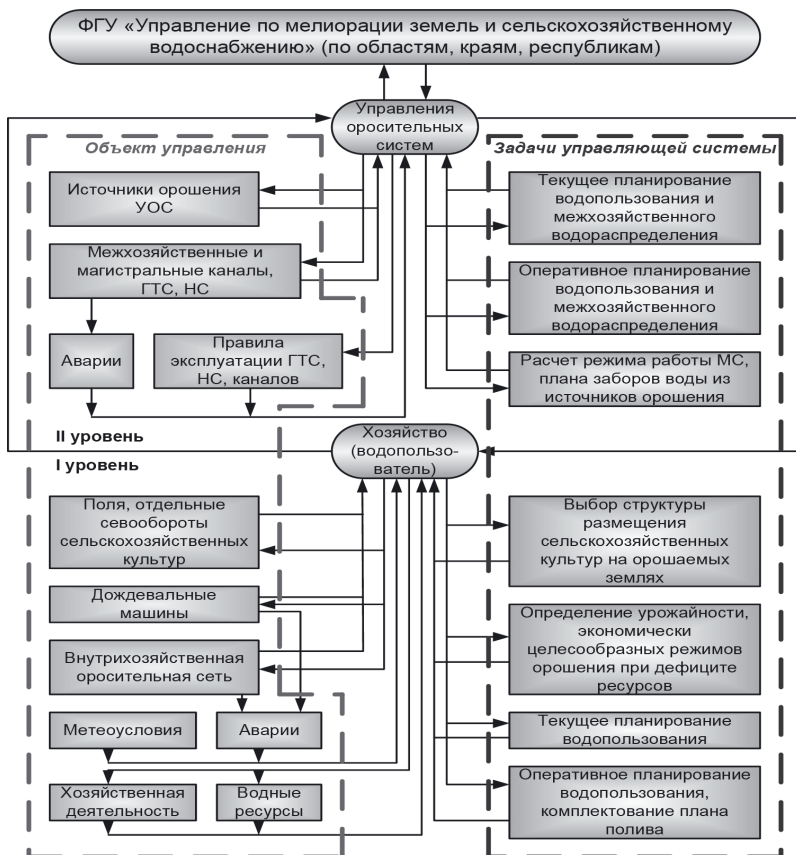 ФГУ «Управление по мелиорации земель и сельскохозяйственному
водоснабжению» (по областям, краям, республикам)
Управления
оросительных
систем
Объект управления
Источники орошения
УОС
Межхозяйственные и
магистральные каналы,
ГТС, НС
Аварии
Правила
эксплуатации ГТС,
НС, каналов
II уровень
Задачи управляющей системы
Текущее планирование
водопользования и
межхозяйственного
водораспределения
Оперативное планирование
водопользования и
межхозяйственного
водораспределения
Расчет режима работы МС,
плана заборов воды из
источников орошения
I уровень
Хозяйство
(водопользо-
ватель)
Поля, отдельные
севообороты
сельскохозяйственных
культур
Дождевальные
машины
Внутрихозяйственная
оросительная сеть
Метеоусловия
Аварии
Хозяйственная
деятельность
Водные
ресурсы
Выбор структуры
размещения
сельскохозяйственных
культур на орошаемых
землях
Определение урожайности,
экономически
целесообразных режимов
орошения при дефиците
ресурсов
Текущее планирование
водопользования
Оперативное планирование
водопользования,
комплектование плана
полива